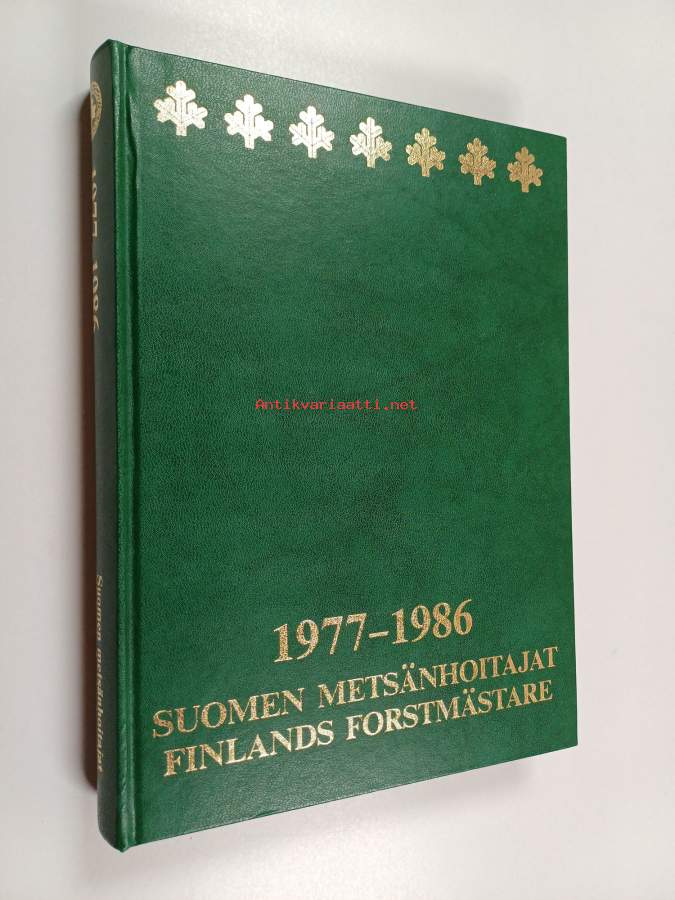 1977–1986
SUOMEN METSÄNHOITAJAT
FINLANDS FORSTMÄSTARE
1977 1986
Suomen metsänhoitajat
Antikvariaatti.net